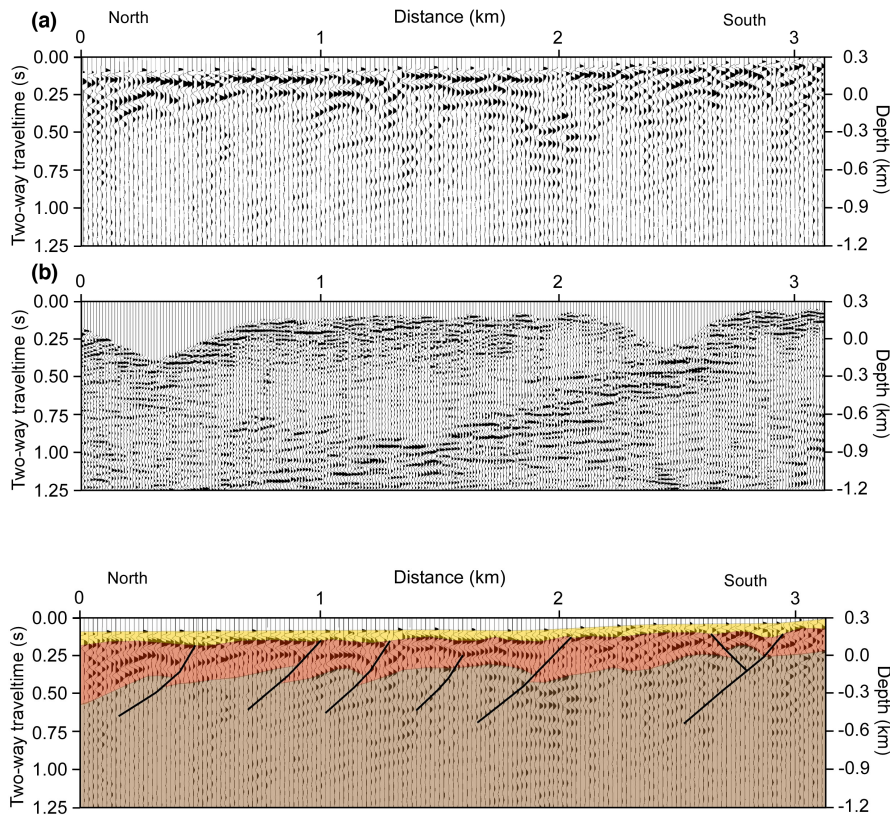 (a) North Distance (km) South
0 1 2 3
0.00 0.25 0.50 0.75 1.00 1.25
Two-way traveltime (s)
0.3 0.0 -0.3 -0.6 -0.9 -1.2
Depth (km)
(b)
0 1 2 3
0.00 0.25 0.50 0.75 1.00 1.25
Two-way traveltime (s)
0.3 0.0 -0.3 -0.6 -0.9 -1.2
Depth (km)
North Distance (km) South
0 1 2 3
0.00 0.25 0.50 0.75 1.00 1.25
Two-way traveltime (s)
0.3 0.0 -0.3 -0.6 -0.9 -1.2
Depth (km)